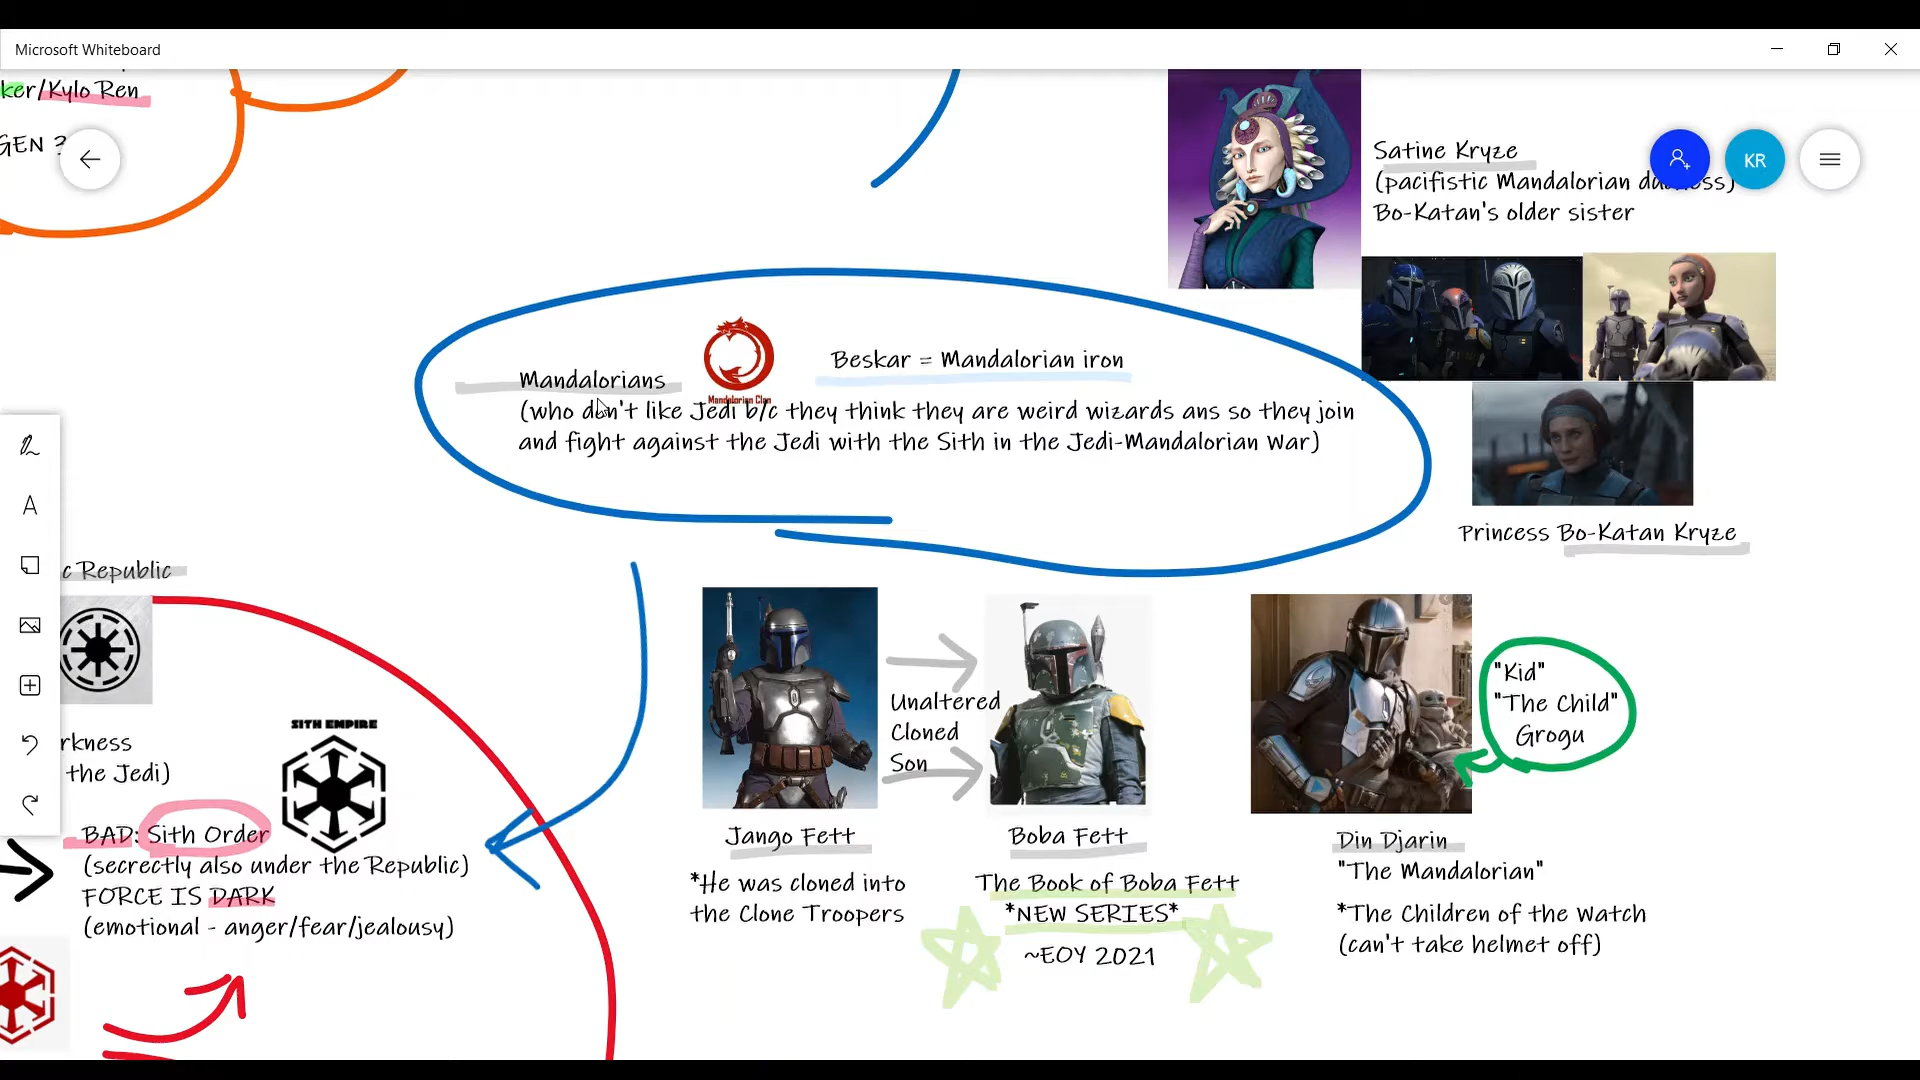 Microsoft Whiteboard
ker/Kylo Ren
GEN 3
KR
Satine Kryze
(pacifistic Mandalorian duchess)
Bo-Katan's older sister
Mandalorians
Mandalorian Clan
Beskar = Mandalorian iron
(who don't like Jedi b/c they think they are weird wizards ans so they join
and fight against the Jedi with the Sith in the Jedi-Mandalorian War)
Princess Bo-Katan Kryze
c Republic
SITH EMPIRE
rkness
the Jedi)
BAD: Sith Order
(secrectly also under the Republic)
FORCE IS DARK
(emotional - anger/fear/jealousy)
Unaltered
Cloned
Son
Jango Fett
*He was cloned into
the Clone Troopers
Boba Fett
The Book of Boba Fett
*NEW SERIES*
~EOY 2021
"Kid"
"The Child"
Grogu
Din Djarin
"The Mandalorian"
*The Children of the Watch
(can't take helmet off)
A